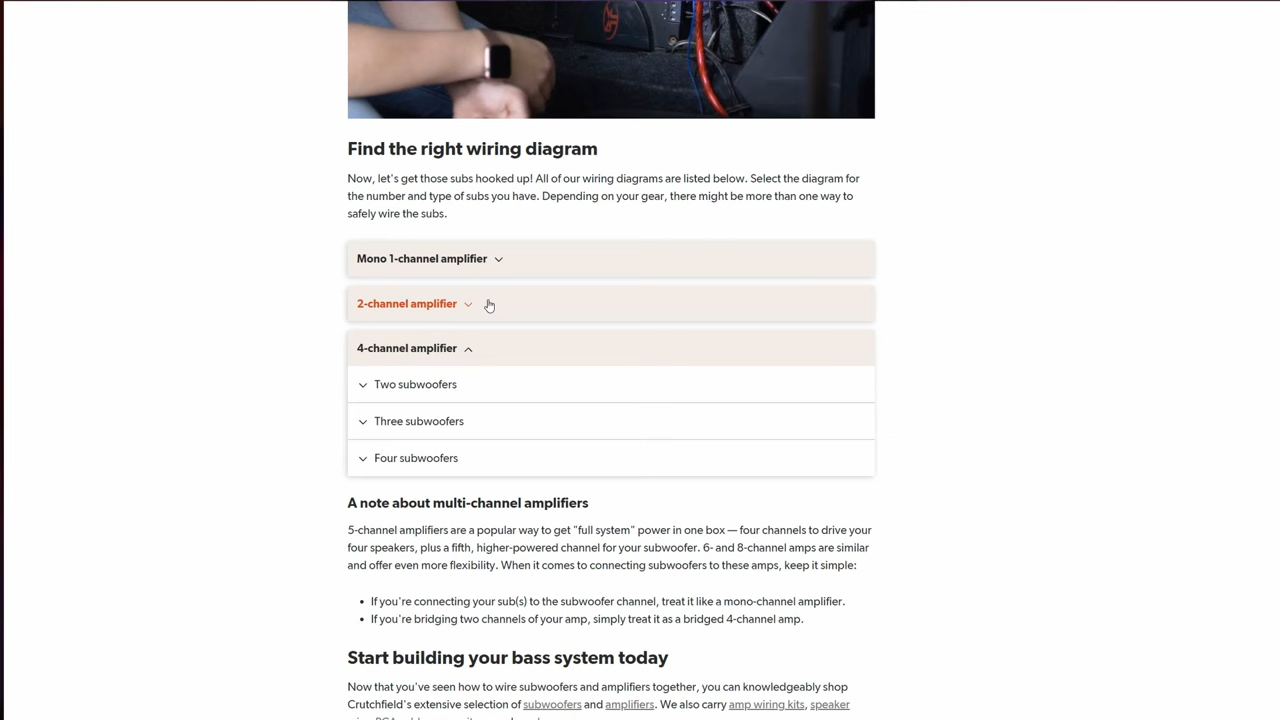 Find the right wiring diagram
Now, let's get those subs hooked up! All of our wiring diagrams are listed below. Select the diagram for
the number and type of subs you have. Depending on your gear, there might be more than one way to
safely wire the subs.
Mono 1-channel amplifier
2-channel amplifier
4-channel amplifier
Two subwoofers
Three subwoofers
Four subwoofers
A note about multi-channel amplifiers
5-channel amplifiers are a popular way to get "full system" power in one box — four channels to drive your
four speakers, plus a fifth, higher-powered channel for your subwoofer. 6- and 8-channel amps are similar
and offer even more flexibility. When it comes to connecting subwoofers to these amps, keep it simple:
• If you're connecting your sub(s) to the subwoofer channel, treat it like a mono-channel amplifier.
• If you're bridging two channels of your amp, simply treat it as a bridged 4-channel amp.
Start building your bass system today
Now that you've seen how to wire subwoofers and amplifiers together, you can knowledgeably shop
Crutchfield's extensive selection of subwoofers and amplifiers. We also carry amp wiring kits, speaker